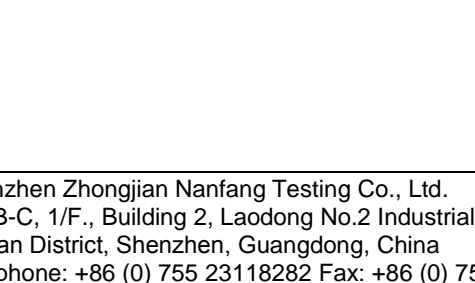 nzhen Zhongjian Nanfang Testing Co., Ltd.
B-C, 1/F., Building 2, Laodong No.2 Industrial
an District, Shenzhen, Guangdong, China
phone: +86 (0) 755 23118282 Fax: +86 (0) 75